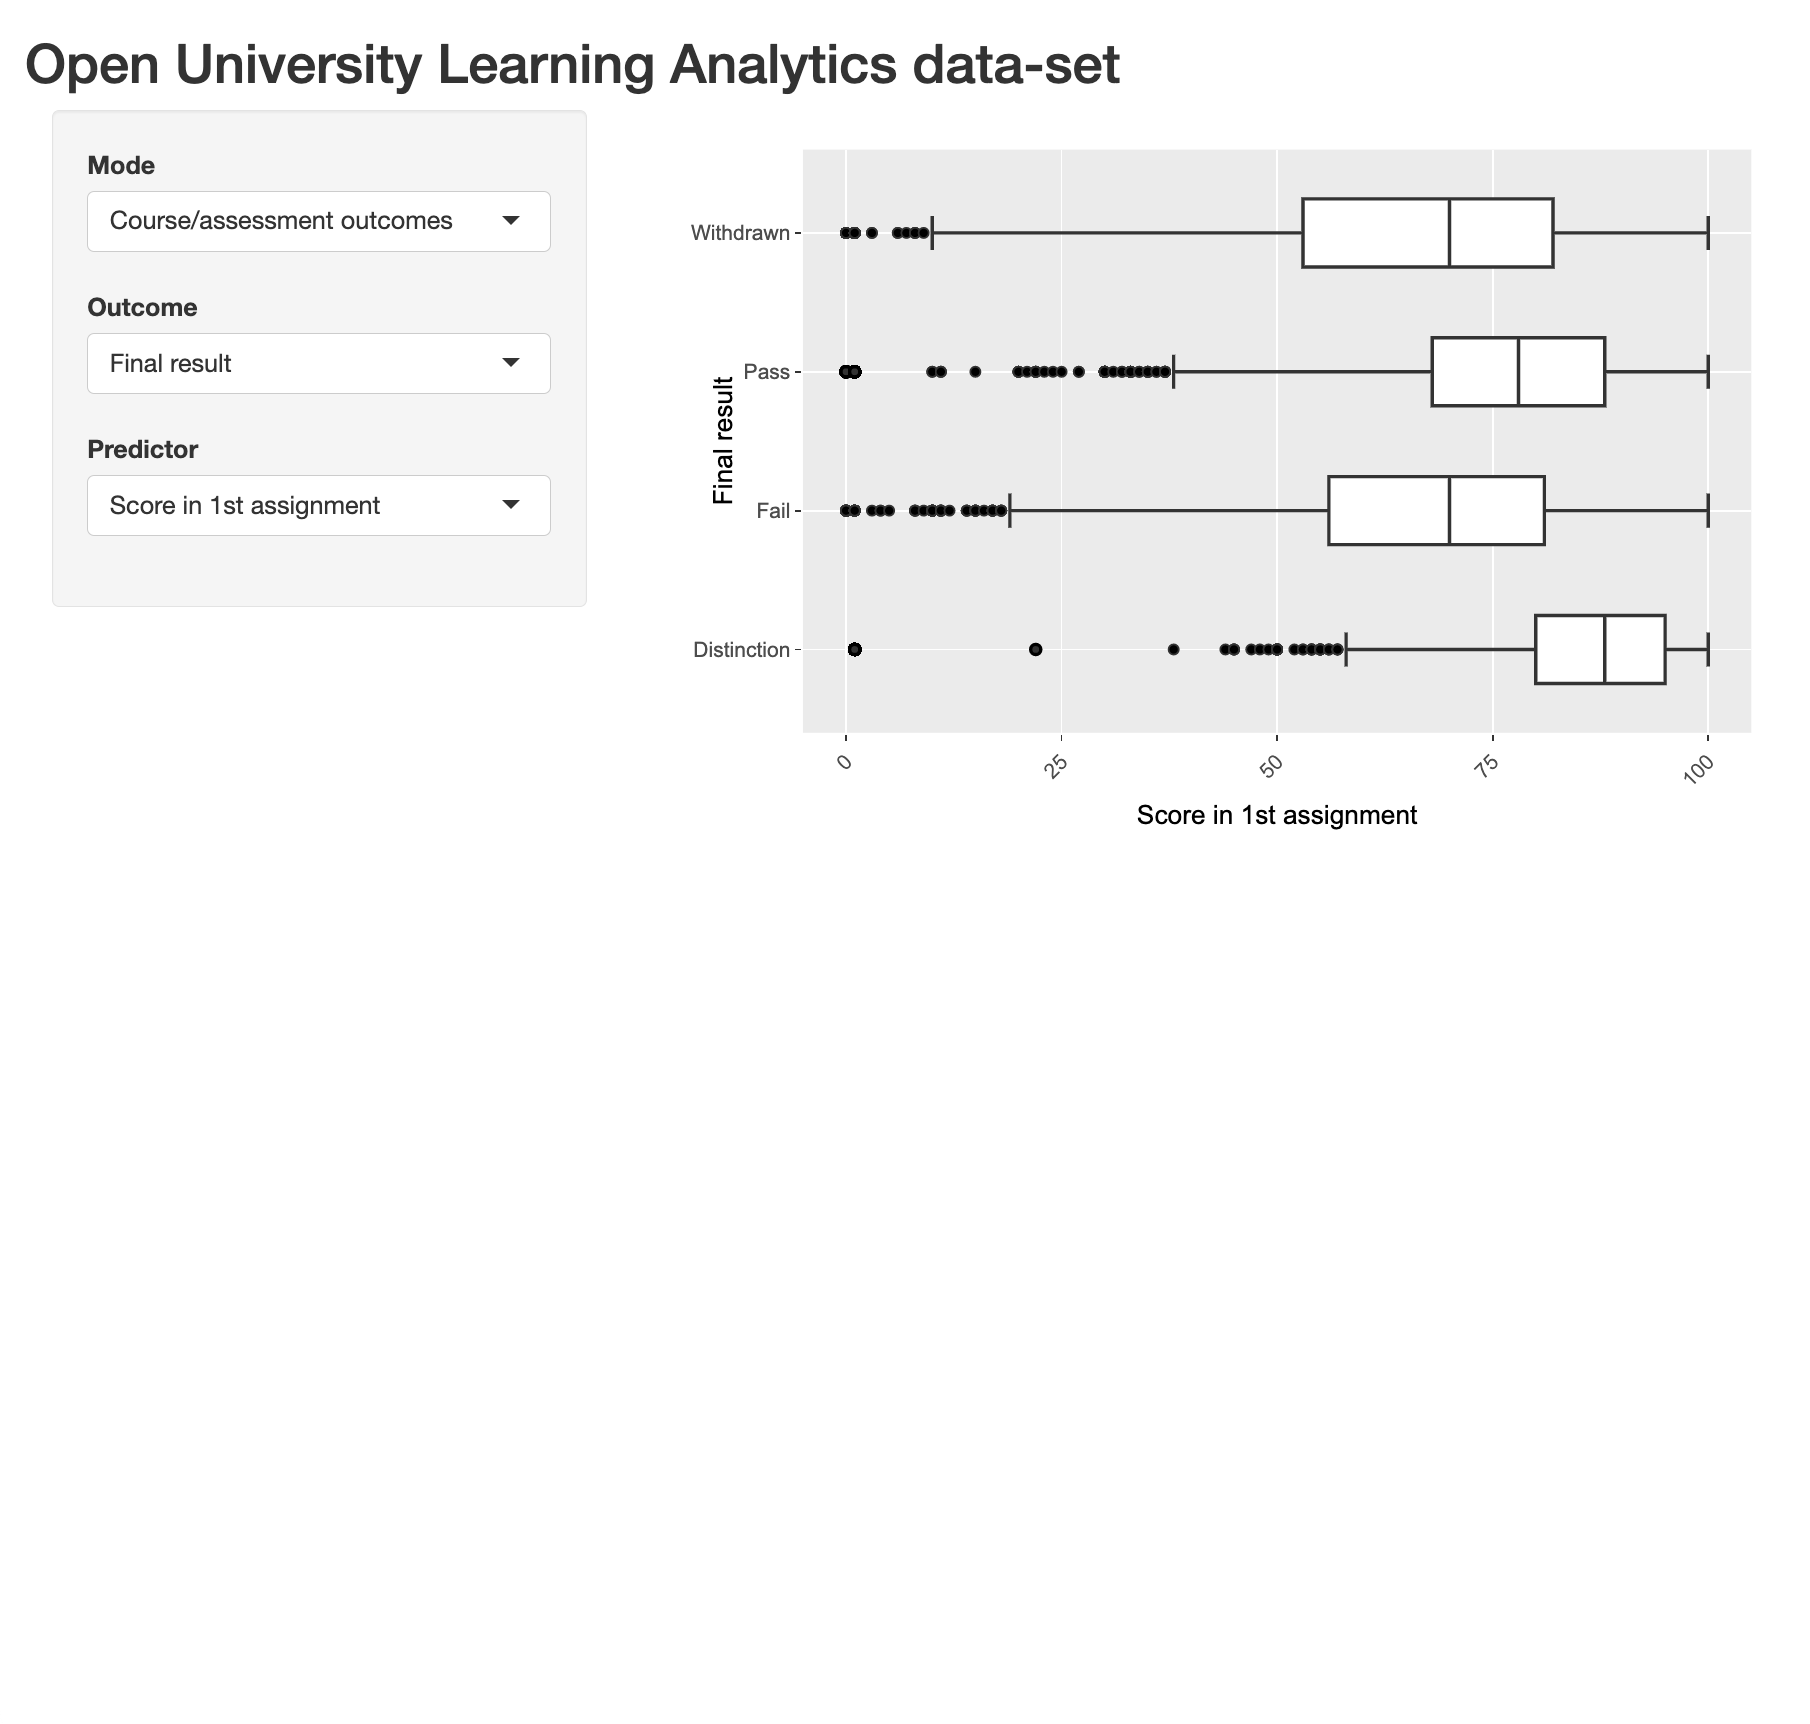 Open University Learning Analytics data-set
Mode
Course/assessment outcomes
Outcome
Final result
Predictor
Score in 1st assignment
Final result
Withdrawn
Pass
Fail
Distinction
0
25
50
75
100
Score in 1st assignment